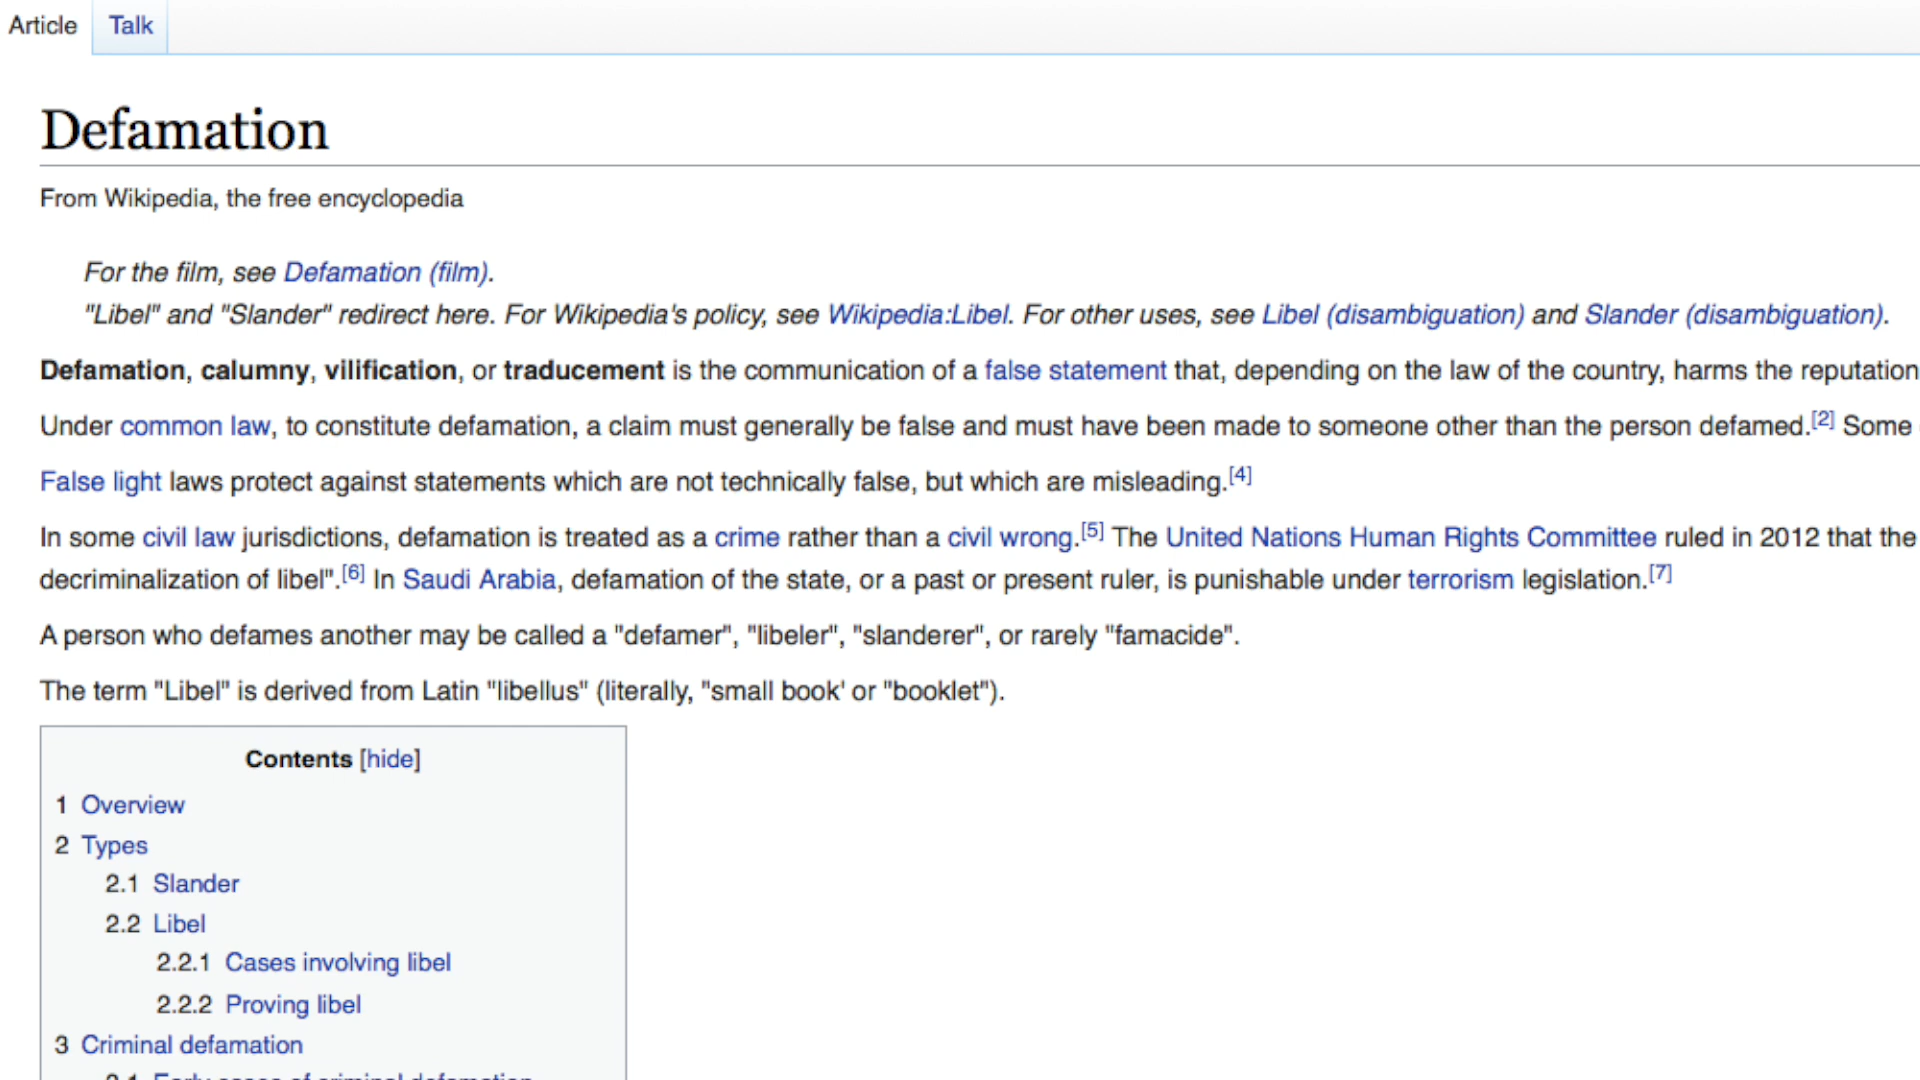 Article Talk
Defamation
From Wikipedia, the free encyclopedia
For the film, see Defamation (film).
"Libel" and "Slander" redirect here. For Wikipedia's policy, see Wikipedia:Libel. For other uses, see Libel (disambiguation) and Slander (disambiguation).
Defamation, calumny, vilification, or traducement is the communication of a false statement that, depending on the law of the country, harms the reputation
Under common law, to constitute defamation, a claim must generally be false and must have been made to someone other than the person defamed.[2] Some
False light laws protect against statements which are not technically false, but which are misleading.[4]
In some civil law jurisdictions, defamation is treated as a crime rather than a civil wrong.[5] The United Nations Human Rights Committee ruled in 2012 that the
decriminalization of libel".[6] In Saudi Arabia, defamation of the state, or a past or present ruler, is punishable under terrorism legislation.[7]
A person who defames another may be called a "defamer", "libeler", "slanderer", or rarely "famacide".
The term "Libel" is derived from Latin "libellus" (literally, "small book' or "booklet").
Contents [hide]
1 Overview
2 Types
2.1 Slander
2.2 Libel
2.2.1 Cases involving libel
2.2.2 Proving libel
3 Criminal defamation
3.1 Early cases of criminal defamation